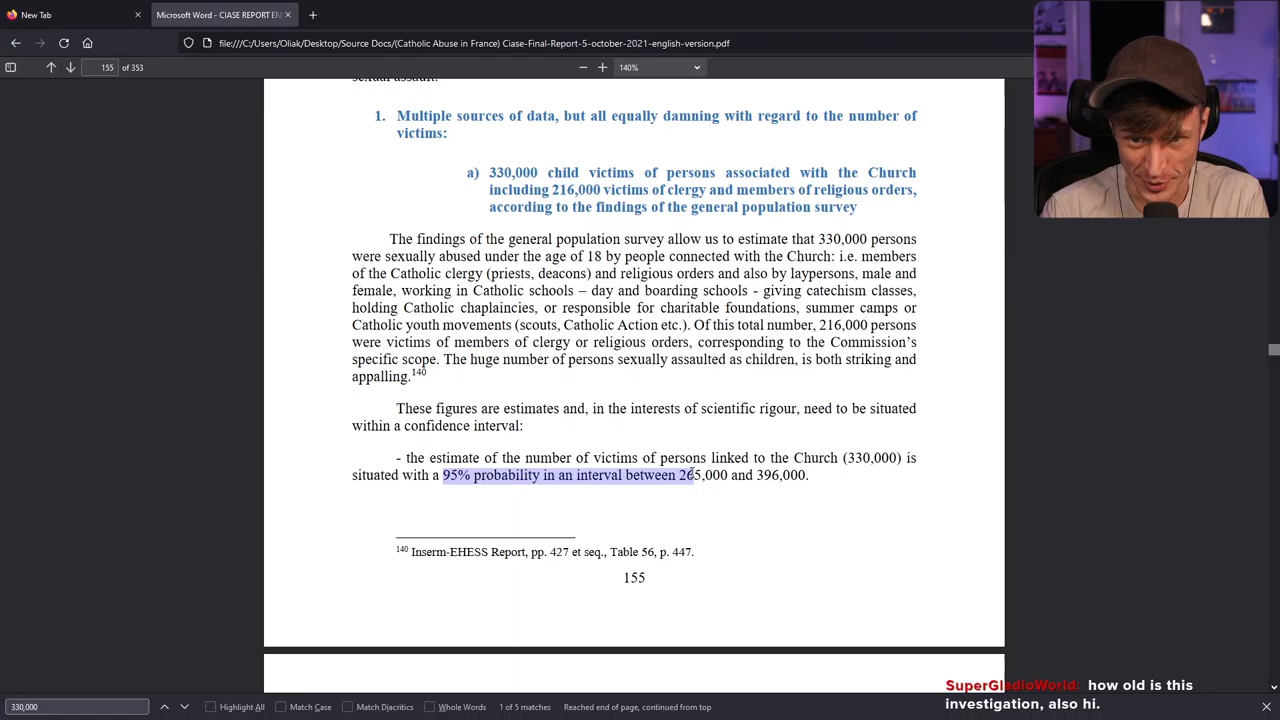 New Tab
Microsoft Word - CIASE REPORT EN
file:///C:/Users/Oliak/Desktop/Source Docs/(Catholic Abuse in France) Ciase-Final-Report-5-october-2021-english-version.pdf
155 of 353
140%
sexual assault.
1. Multiple sources of data, but all equally damning with regard to the number of
victims:
a) 330,000 child victims of persons associated with the Church
including 216,000 victims of clergy and members of religious orders,
according to the findings of the general population survey
The findings of the general population survey allow us to estimate that 330,000 persons
were sexually abused under the age of 18 by people connected with the Church: i.e. members
of the Catholic clergy (priests, deacons) and religious orders and also by laypersons, male and
female, working in Catholic schools – day and boarding schools - giving catechism classes,
holding Catholic chaplaincies, or responsible for charitable foundations, summer camps or
Catholic youth movements (scouts, Catholic Action etc.). Of this total number, 216,000 persons
were victims of members of clergy or religious orders, corresponding to the Commission’s
specific scope. The huge number of persons sexually assaulted as children, is both striking and
appalling.140
These figures are estimates and, in the interests of scientific rigour, need to be situated
within a confidence interval:
- the estimate of the number of victims of persons linked to the Church (330,000) is
situated with a 95% probability in an interval between 265,000 and 396,000.
140 Inserm-EHESS Report, pp. 427 et seq., Table 56, p. 447.
155
SuperGladioWorld: how old is this
investigation, also hi.
330,000
Highlight All
Match Case
Match Diacritics
Whole Words
1 of 5 matches
Reached end of page, continued from top